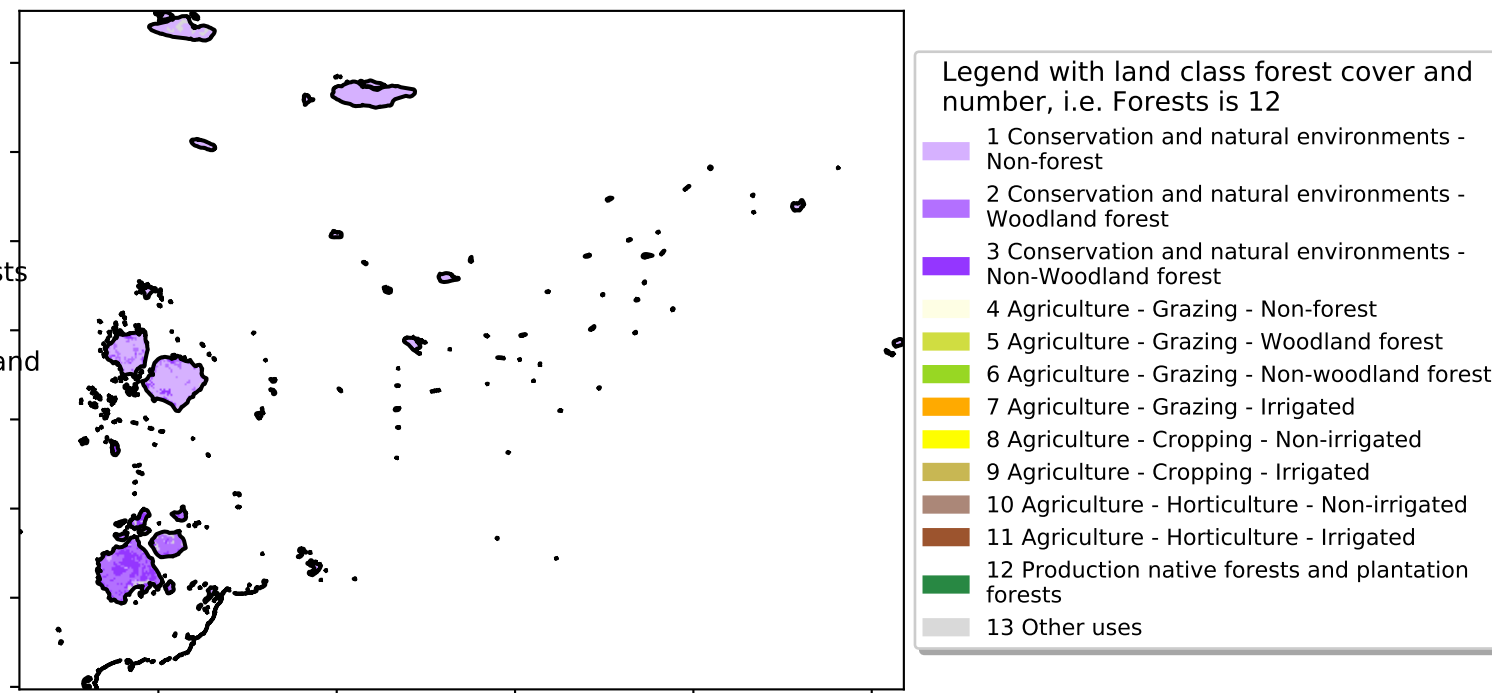 Legend with land class forest cover and
number, i.e. Forests is 12
1 Conservation and natural environments -
Non-forest
2 Conservation and natural environments -
Woodland forest
3 Conservation and natural environments -
Non-Woodland forest
4 Agriculture - Grazing - Non-forest
5 Agriculture - Grazing - Woodland forest
6 Agriculture - Grazing - Non-woodland forest
7 Agriculture - Grazing - Irrigated
8 Agriculture - Cropping - Non-irrigated
9 Agriculture - Cropping - Irrigated
10 Agriculture - Horticulture - Non-irrigated
11 Agriculture - Horticulture - Irrigated
12 Production native forests and plantation
forests
13 Other uses